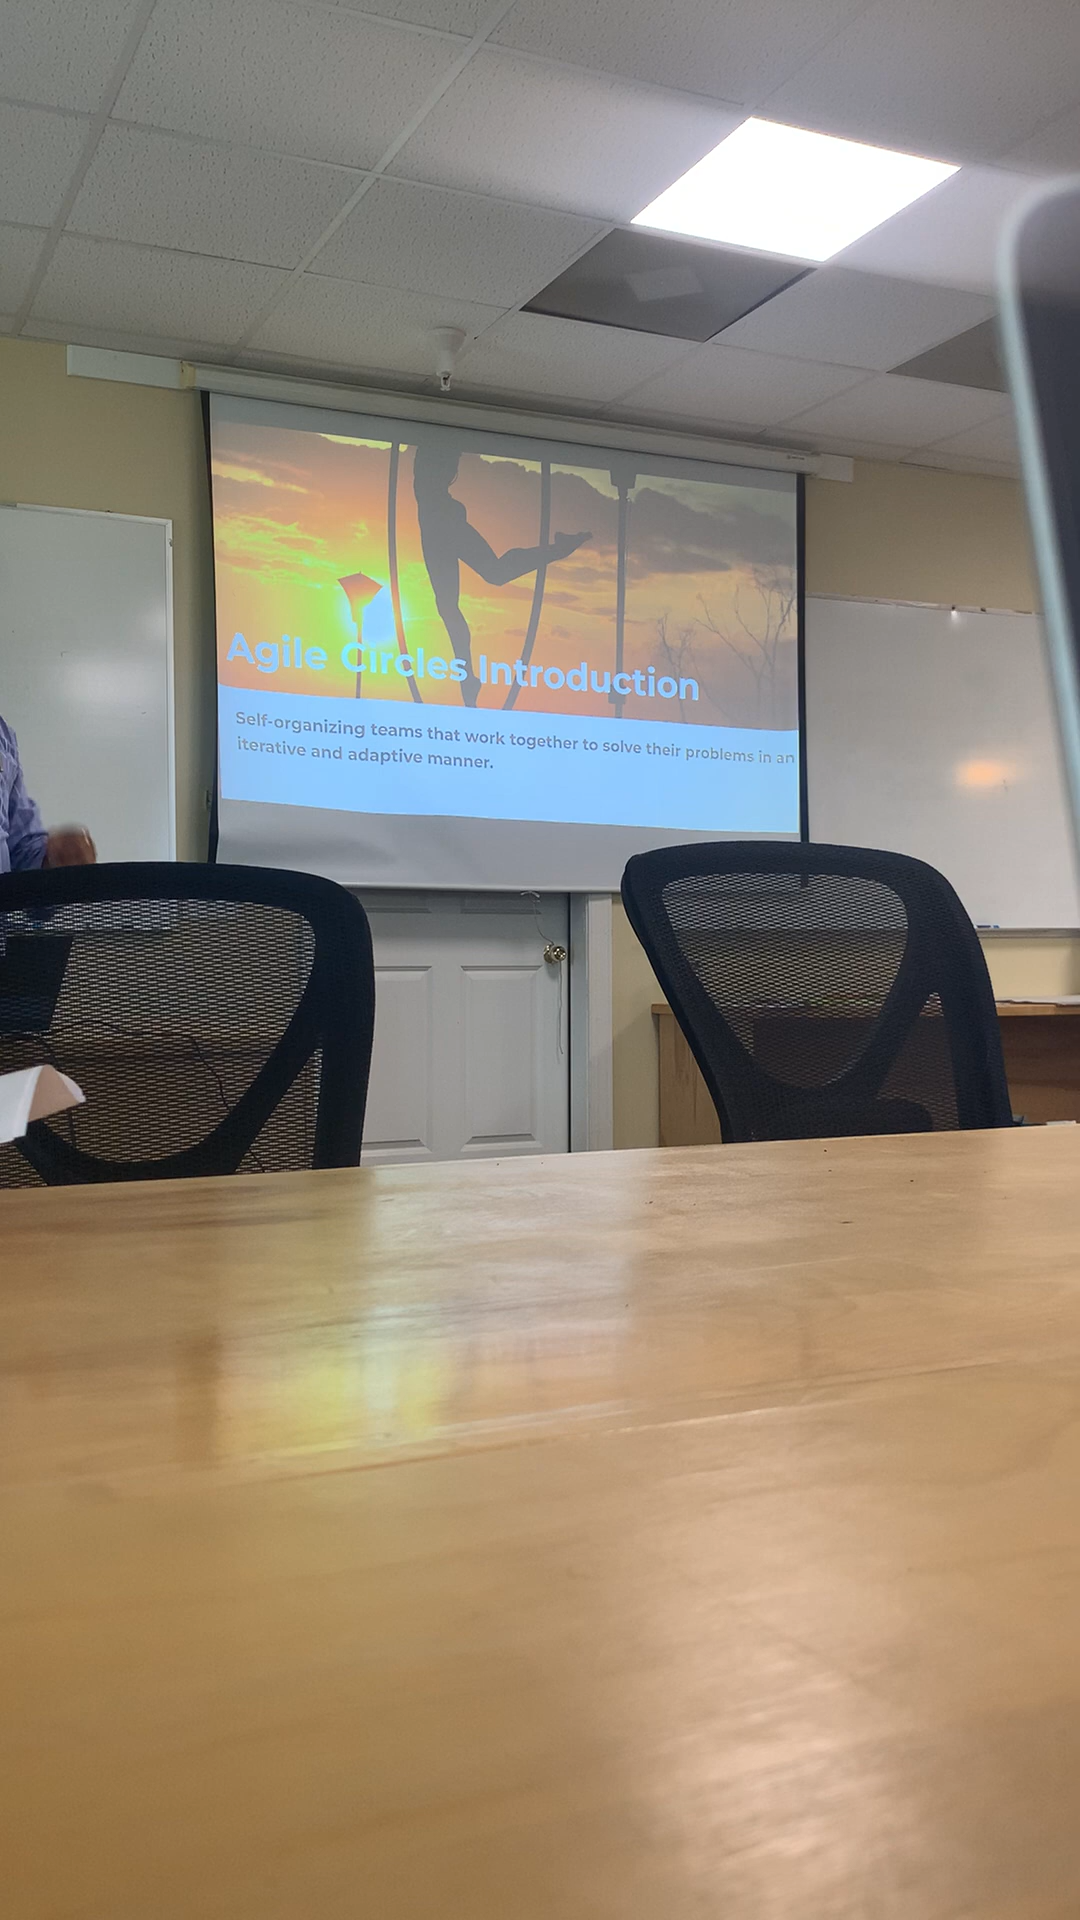 Agile Circles Introduction
Self-organizing teams that work together to solve their problems in an
iterative and adaptive manner.